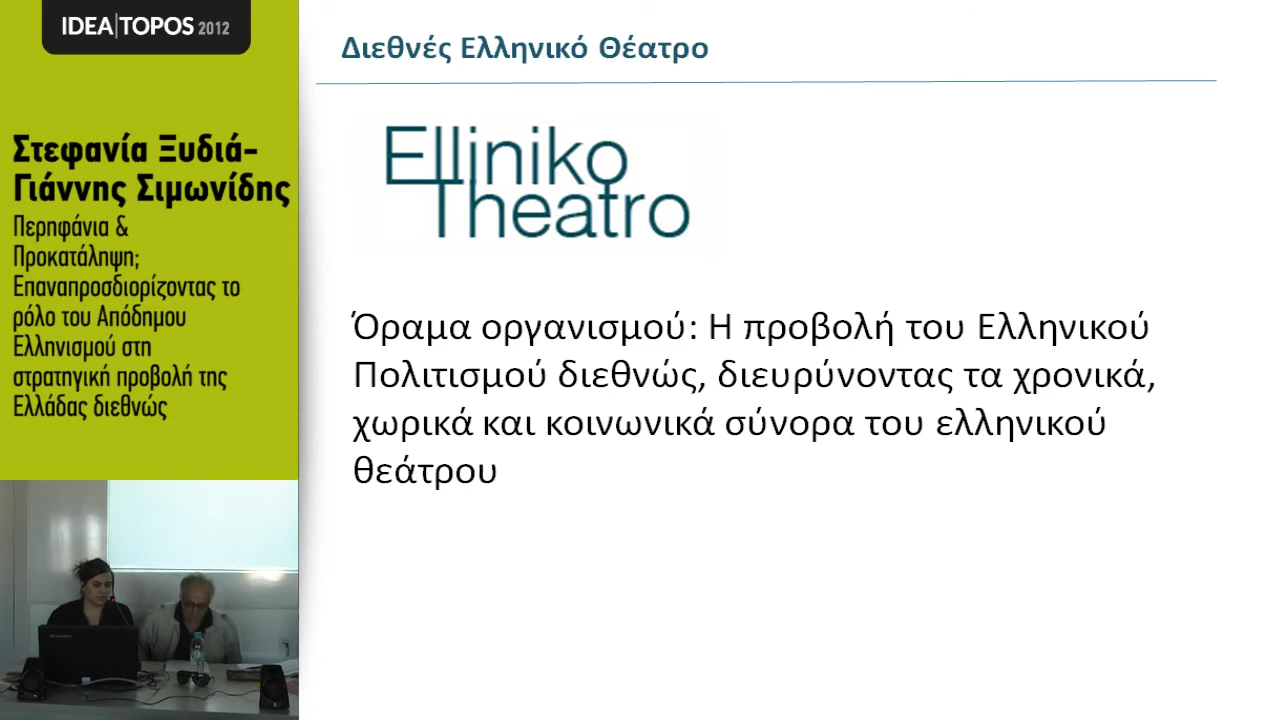 IDEA|TOPOS 2012
Στεφανία Ξυδιά-
Γιάννης Σιμωνίδης
Περηφάνια &
Προκατάληψη;
Επαναπροσδιορίζοντας το
ρόλο του Απόδημου
Ελληνισμού στη
στρατηγική προβολή της
Ελλάδας διεθνώς
Διεθνές Ελληνικό Θέατρο
Elliniko
Theatro
Όραμα οργανισμού: Η προβολή του Ελληνικού
Πολιτισμού διεθνώς, διευρύνοντας τα χρονικά,
χωρικά και κοινωνικά σύνορα του ελληνικού
θεάτρου